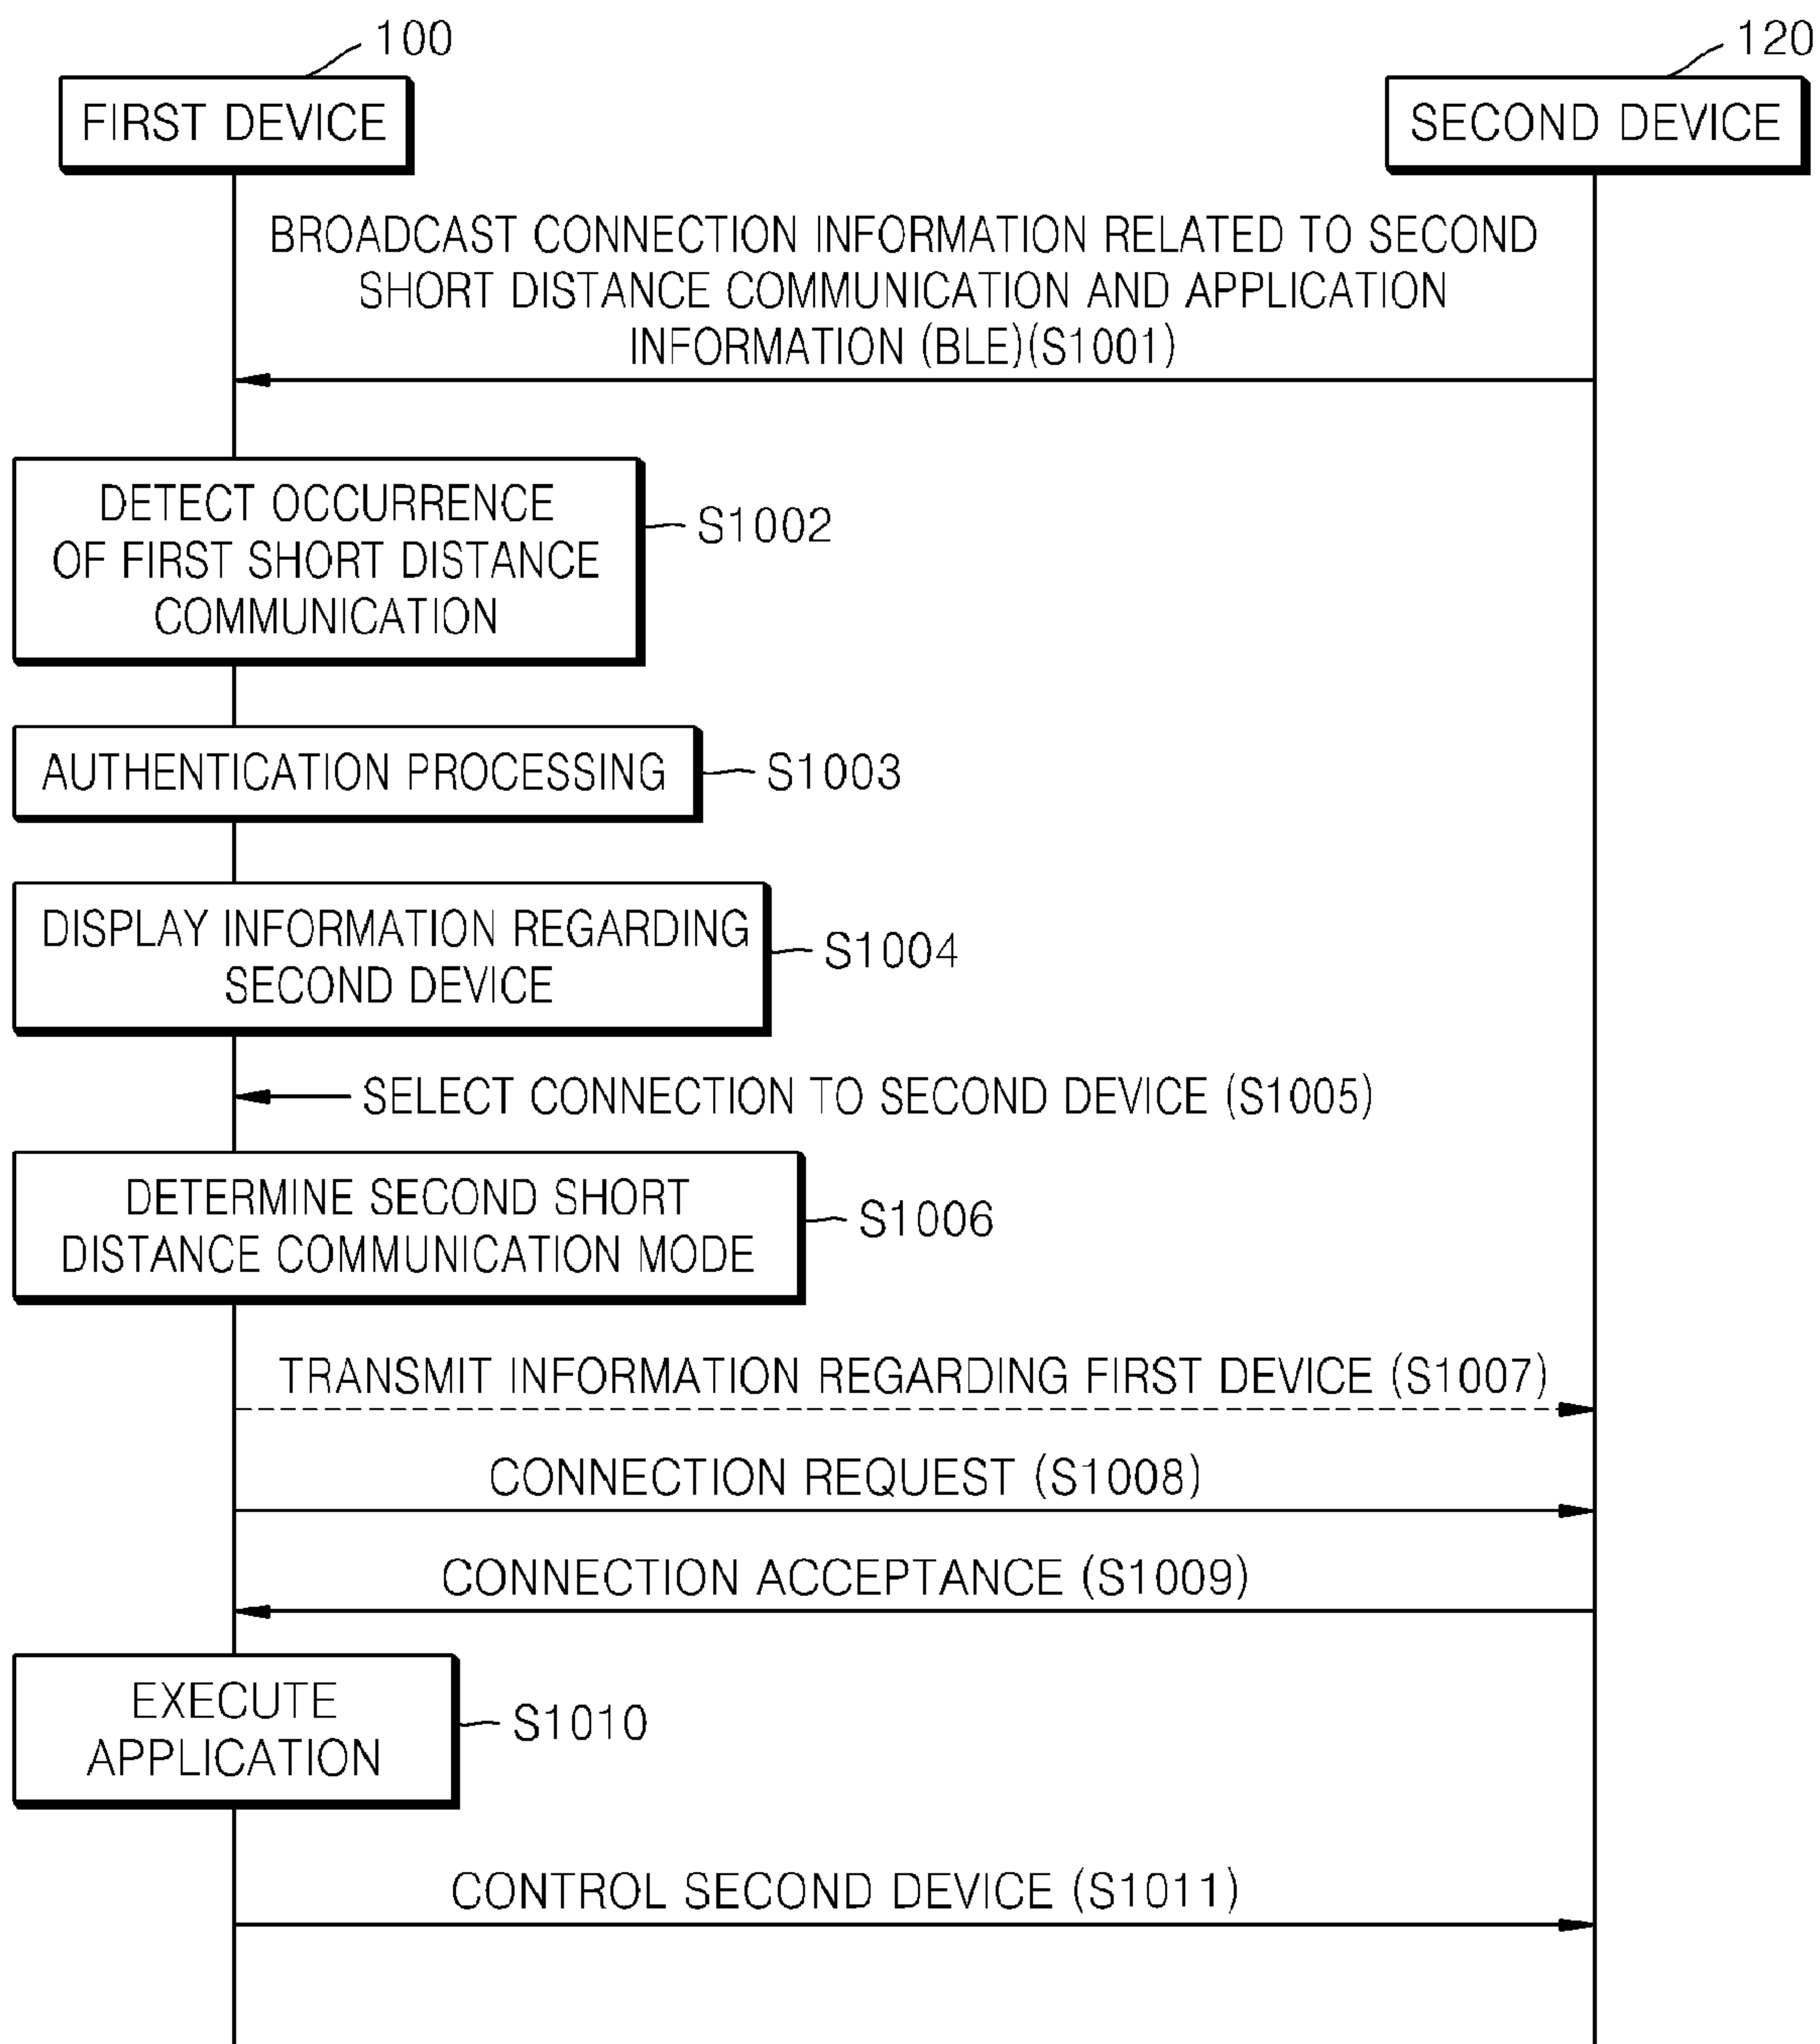 100
120
FIRST DEVICE
SECOND DEVICE
BROADCAST CONNECTION INFORMATION RELATED TO SECOND
SHORT DISTANCE COMMUNICATION AND APPLICATION
INFORMATION (BLE)(S1001)
DETECT OCCURRENCE
OF FIRST SHORT DISTANCE
COMMUNICATION
S1002
AUTHENTICATION PROCESSING
S1003
DISPLAY INFORMATION REGARDING
SECOND DEVICE
S1004
SELECT CONNECTION TO SECOND DEVICE (S1005)
DETERMINE SECOND SHORT
DISTANCE COMMUNICATION MODE
S1006
TRANSMIT INFORMATION REGARDING FIRST DEVICE (S1007)
CONNECTION REQUEST (S1008)
CONNECTION ACCEPTANCE (S1009)
EXECUTE
APPLICATION
S1010
CONTROL SECOND DEVICE (S1011)